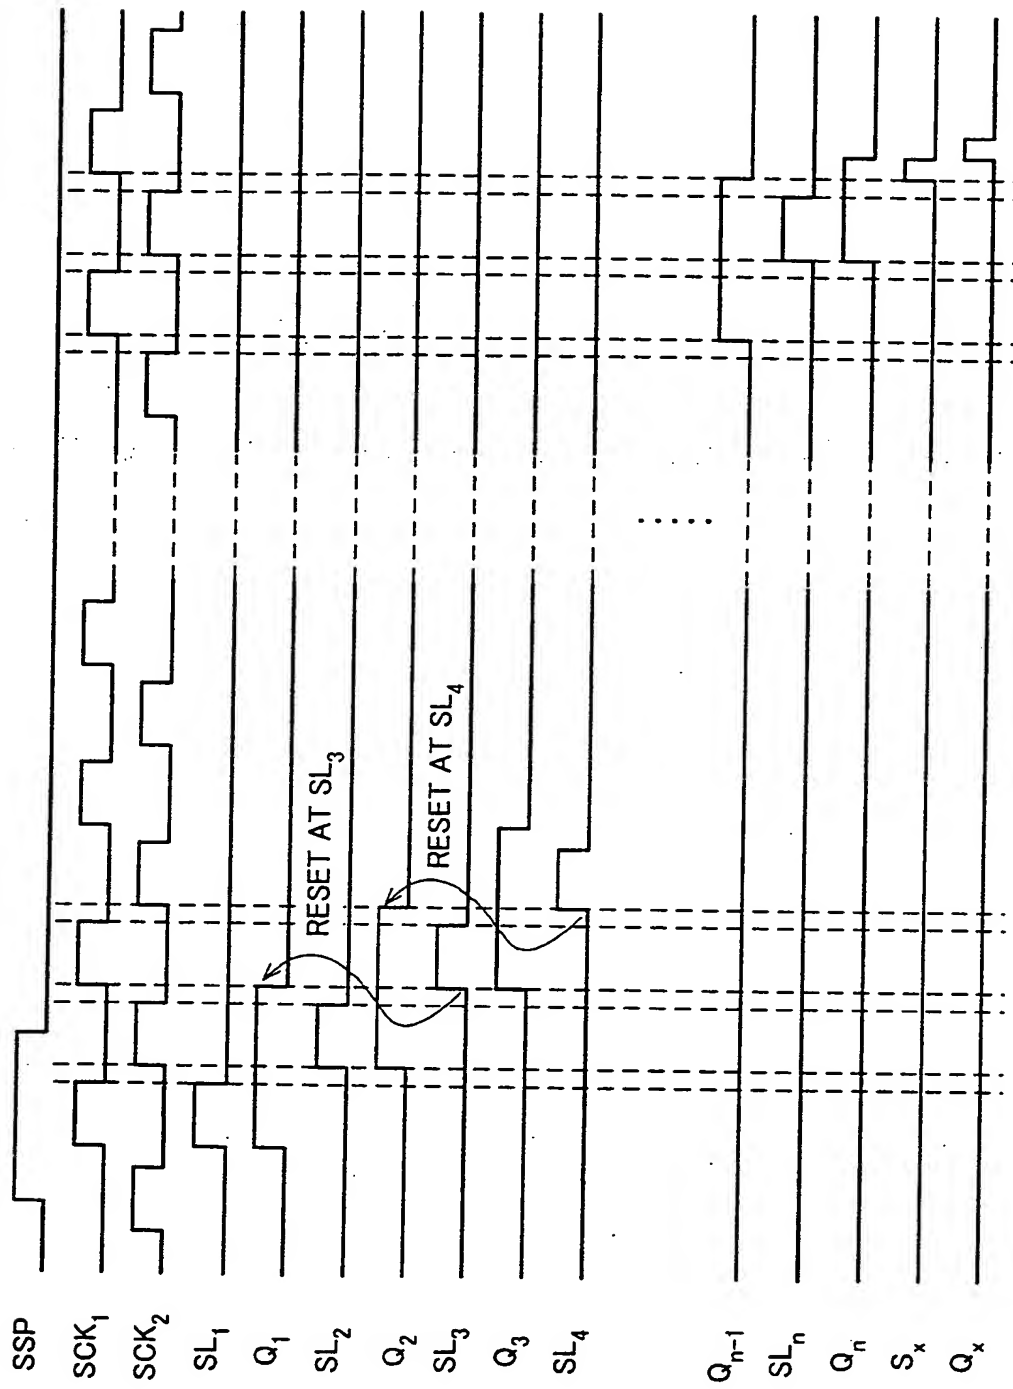 SSP
SCK₁
SCK₂
SL₁
Q₁
SL₂
Q₂
SL₃
Q₃
SL₄
Qₙ₋₁
SLₙ
Qₙ
Sₓ
Qₓ
RESET AT SL₃
RESET AT SL₄